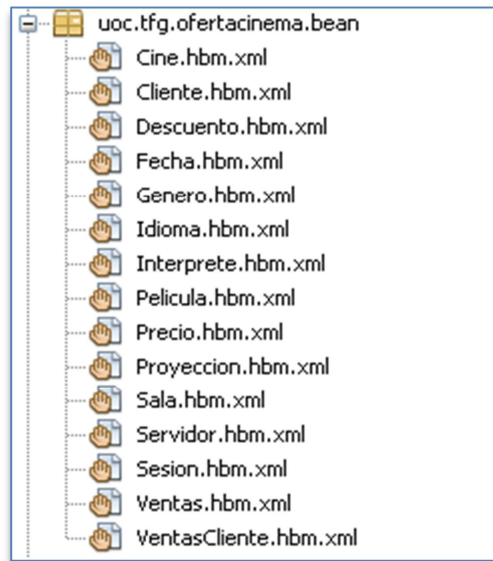 uoc.tfg.ofertacinema.bean
Cine.hbm.xml
Cliente.hbm.xml
Descuento.hbm.xml
Fecha.hbm.xml
Genero.hbm.xml
Idioma.hbm.xml
Interprete.hbm.xml
Pelicula.hbm.xml
Precio.hbm.xml
Proyeccion.hbm.xml
Sala.hbm.xml
Servidor.hbm.xml
Sesion.hbm.xml
Ventas.hbm.xml
VentasCliente.hbm.xml